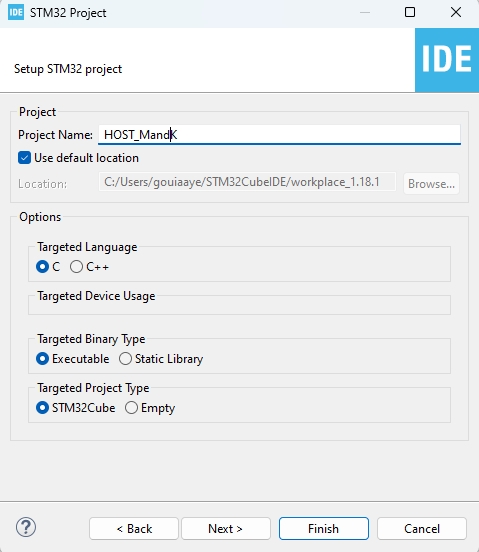 IDE STM32 Project
Setup STM32 project
IDE
Project
Project Name: HOST_MandK
Use default location
Location: C:/Users/gouiaaye/STM32CubeIDE/workplace_1.18.1 Browse...
Options
Targeted Language
C C++
Targeted Device Usage
Targeted Binary Type
Executable Static Library
Targeted Project Type
STM32Cube Empty
? < Back Next > Finish Cancel